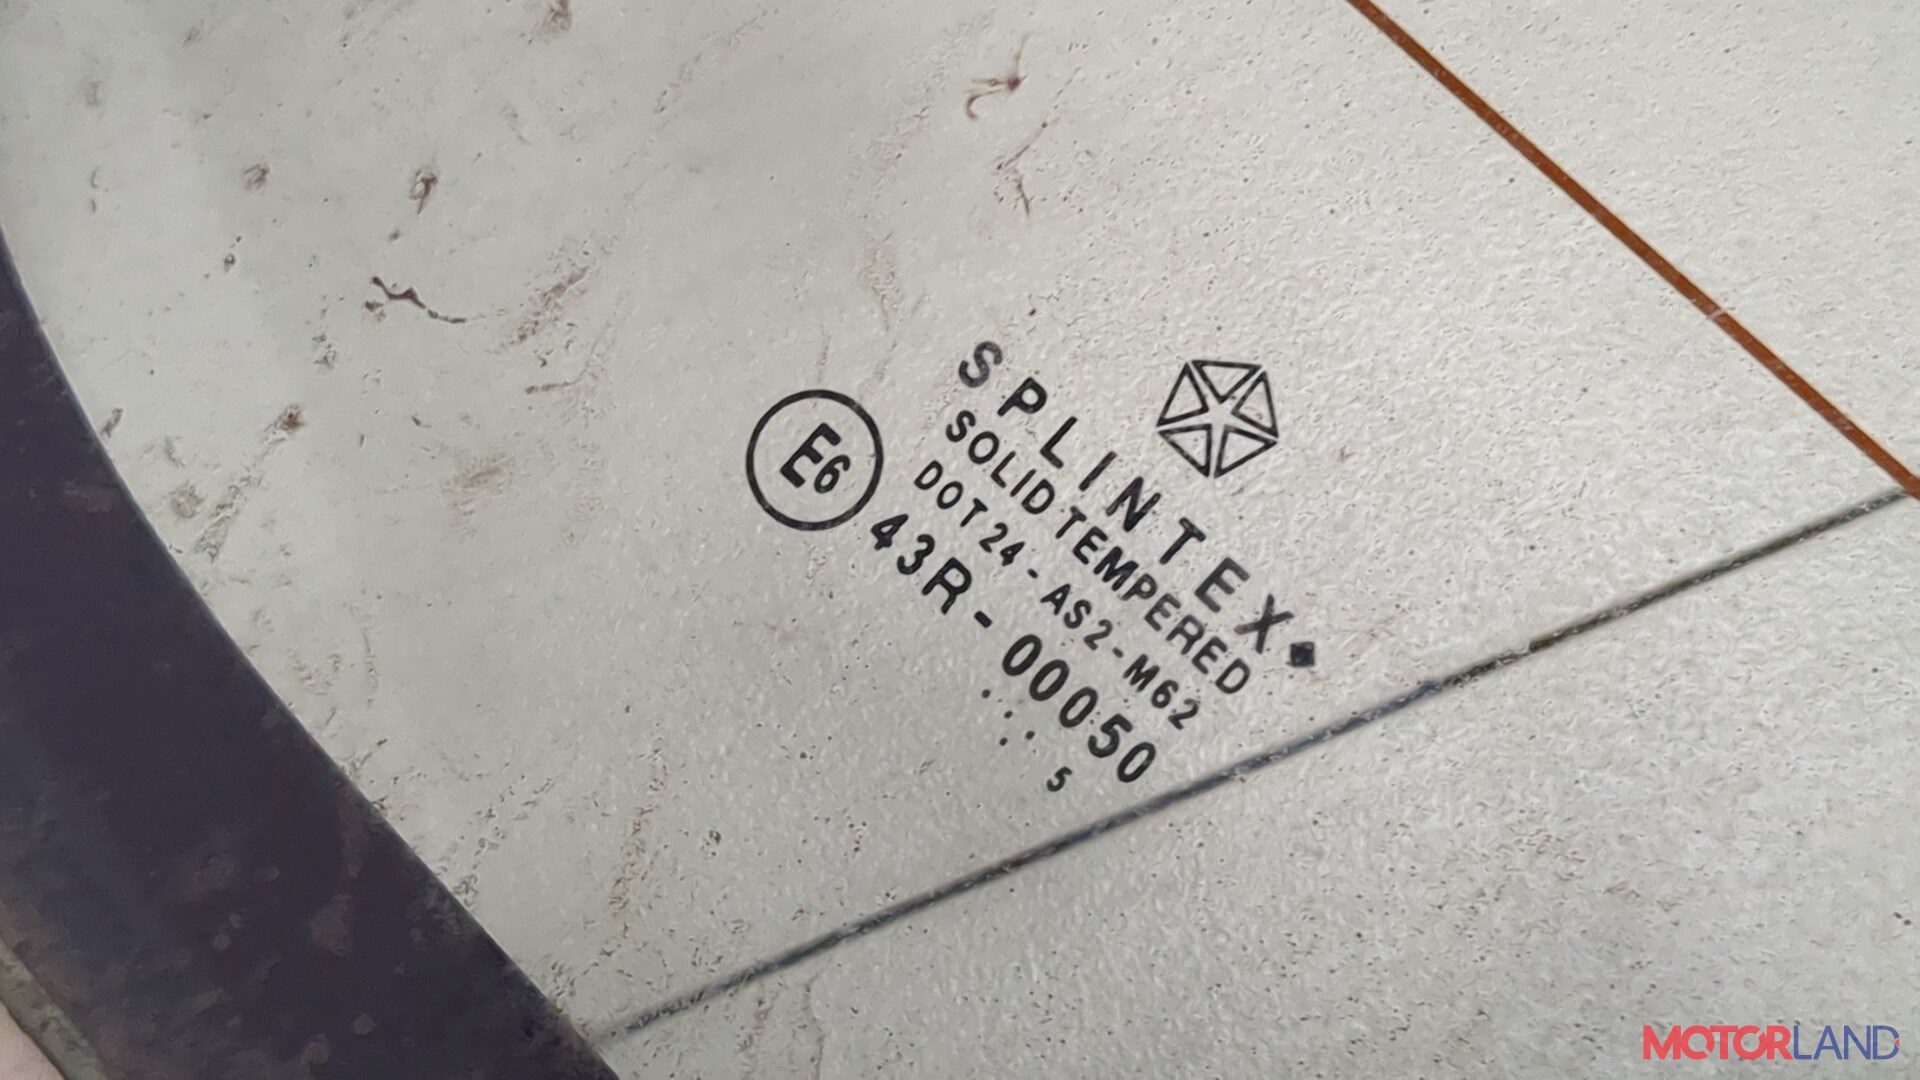 SPLINTEX
SOLID TEMPERED
DOT 24 - AS2 - M62
E6
43R - 00050
5
MOTORLAND